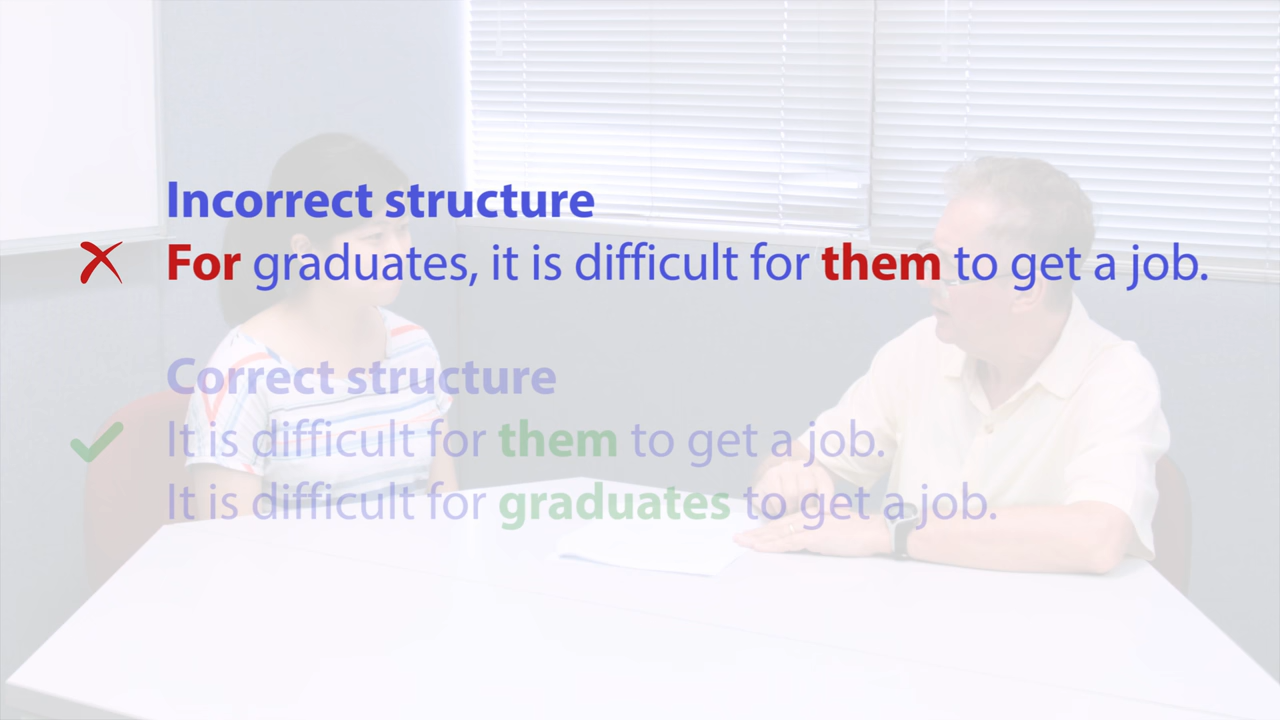 Incorrect structure
For graduates, it is difficult for them to get a job.
Correct structure
It is difficult for them to get a job.
It is difficult for graduates to get a job.